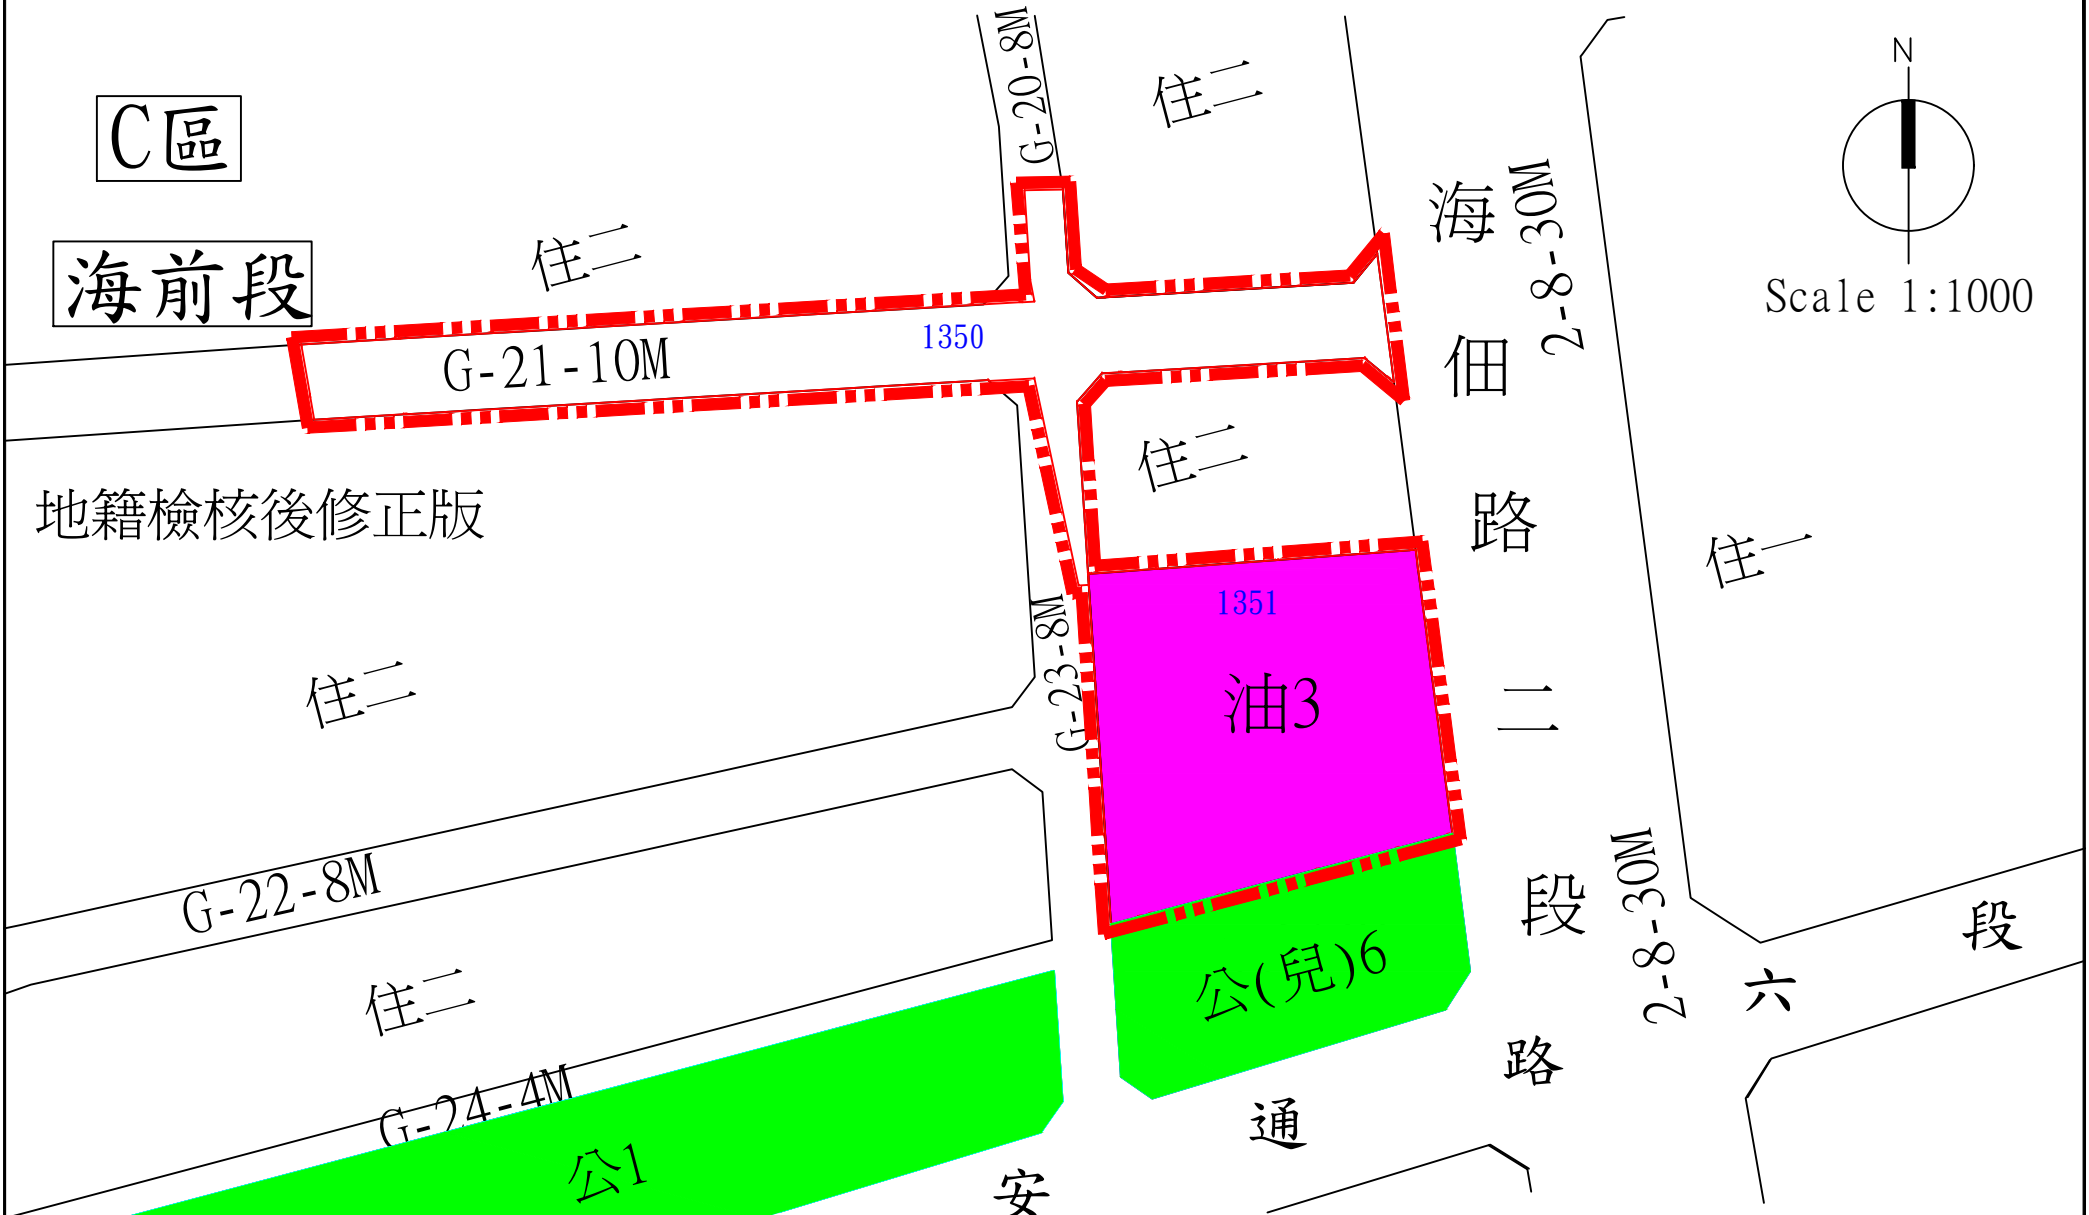 C區
海前段
地籍檢核後修正版
G-20-8M
住二
住二
N
Scale 1:1000
海佃路二段
2-8-30M
1350
G-21-10M
住二
住一
1351
油3
G-23-8M
住二
G-22-8M
2-8-30M
公(兒)6
住二
G-24-4M
公1
安通路六段